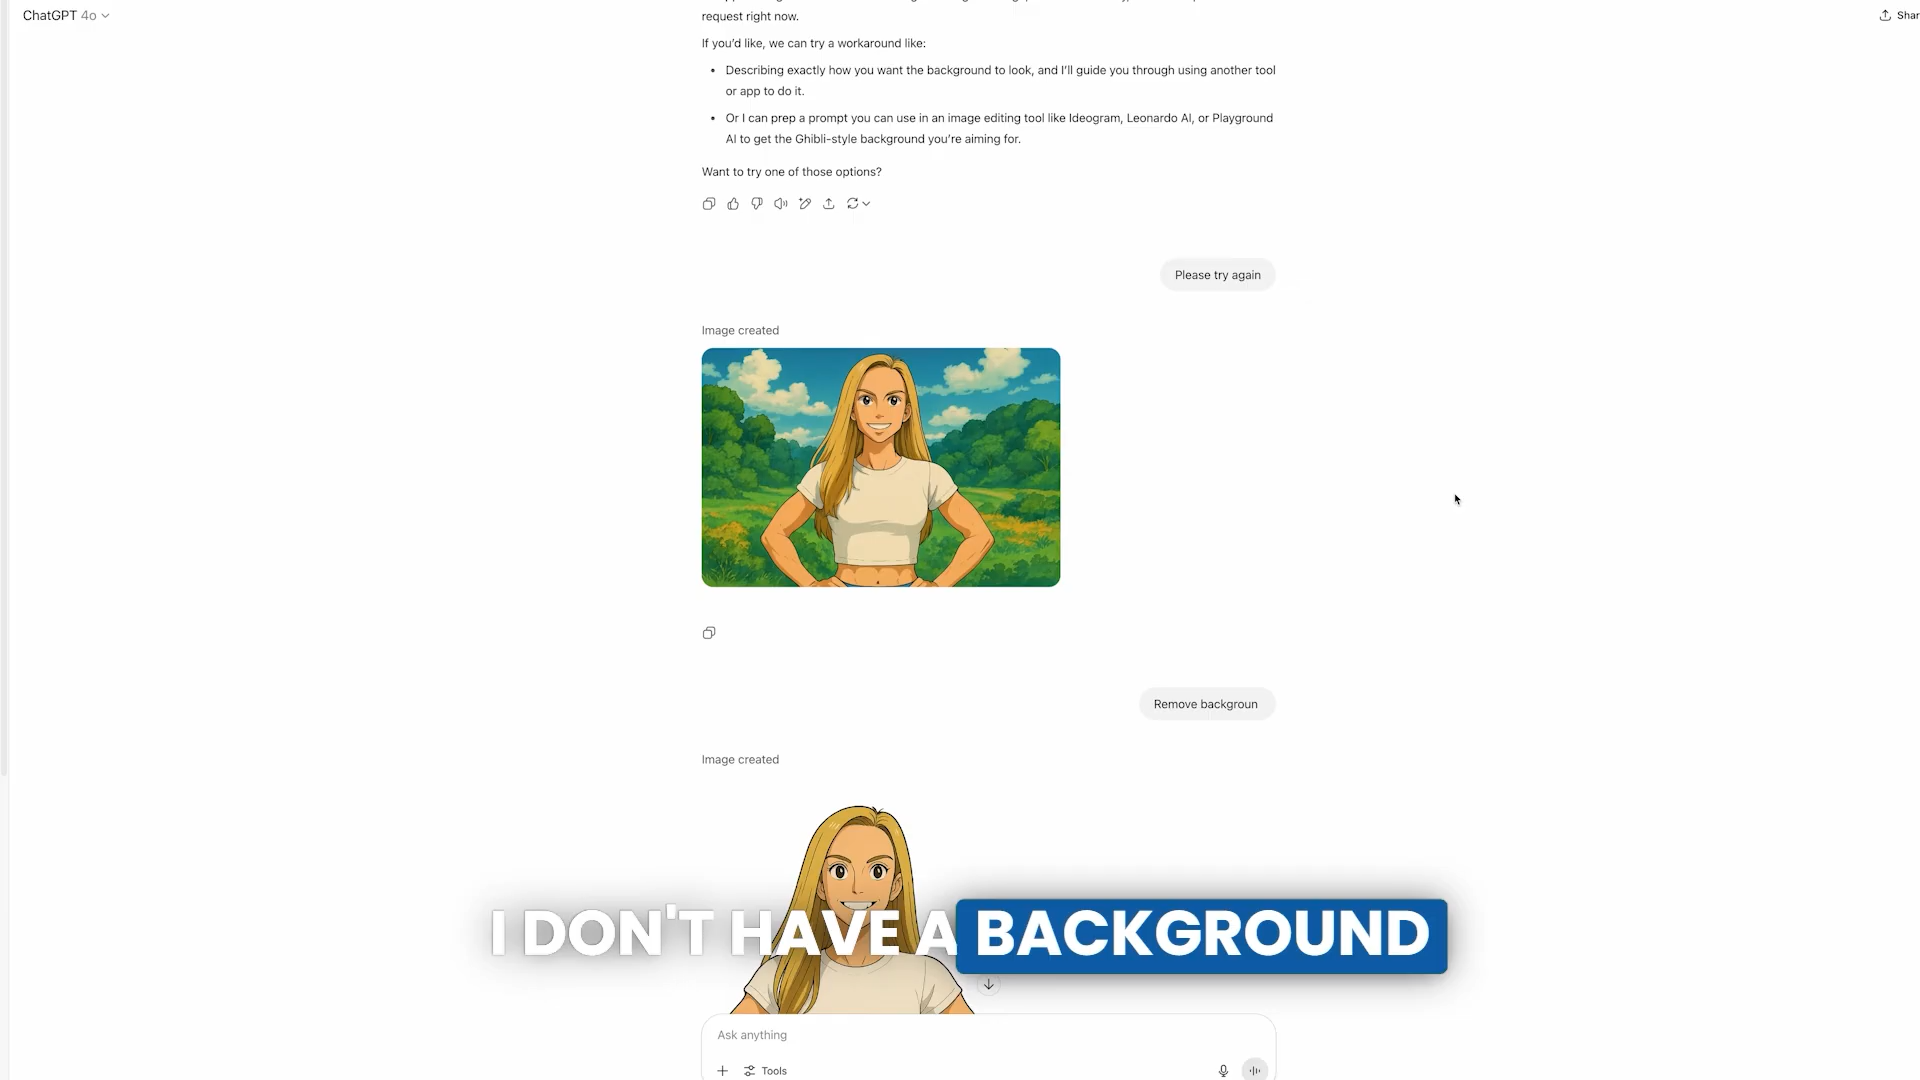 ChatGPT 4o
Shar
request right now.
If you'd like, we can try a workaround like:
• Describing exactly how you want the background to look, and I'll guide you through using another tool
or app to do it.
• Or I can prep a prompt you can use in an image editing tool like Ideogram, Leonardo AI, or Playground
AI to get the Ghibli-style background you're aiming for.
Want to try one of those options?
Please try again
Image created
Remove backgroun
Image created
I DON'T HAVE A BACKGROUND
Ask anything
Tools